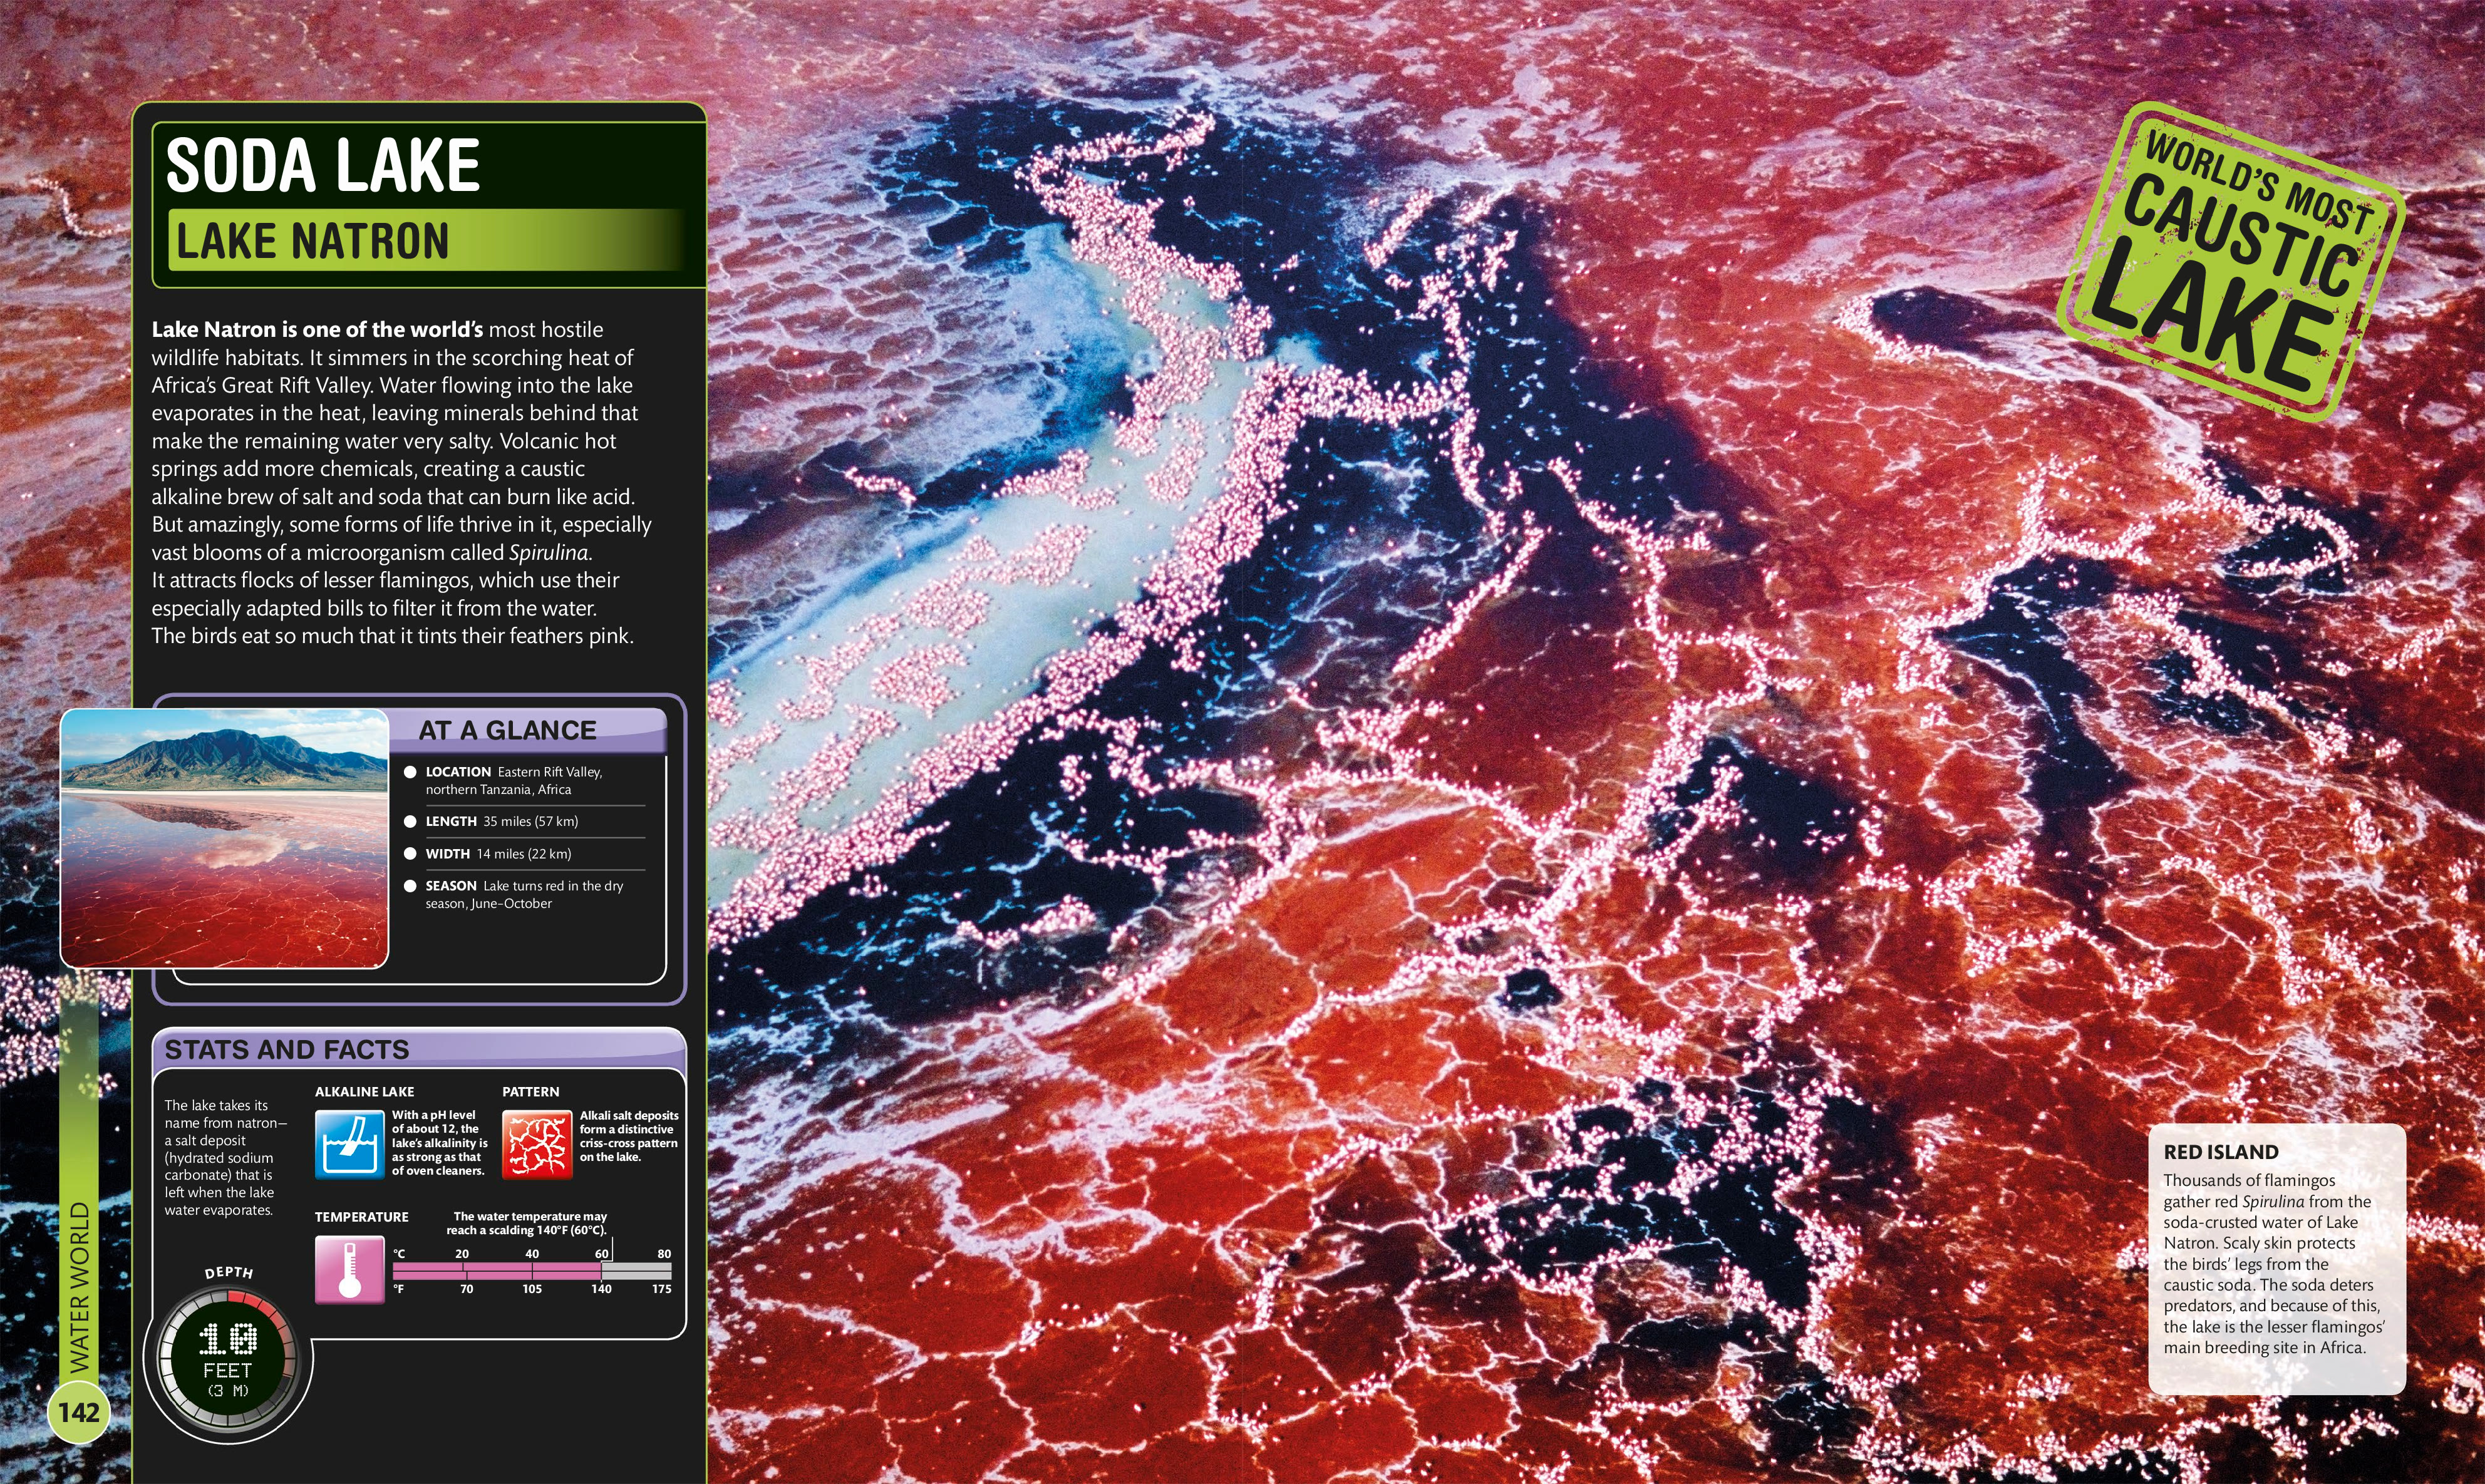 SODA LAKE
LAKE NATRON
Lake Natron is one of the world's most hostile
wildlife habitats. It simmers in the scorching heat of
Africa's Great Rift Valley. Water flowing into the lake
evaporates in the heat, leaving minerals behind that
make the remaining water very salty. Volcanic hot
springs add more chemicals, creating a caustic
alkaline brew of salt and soda that can burn like acid.
But amazingly, some forms of life thrive in it, especially
vast blooms of a microorganism called Spirulina.
It attracts flocks of lesser flamingos, which use their
especially adapted bills to filter it from the water.
The birds eat so much that it tints their feathers pink.
AT A GLANCE
LOCATION Eastern Rift Valley,
northern Tanzania, Africa
LENGTH 35 miles (57 km)
WIDTH 14 miles (22 km)
SEASON Lake turns red in the dry
season, June–October
STATS AND FACTS
The lake takes its
name from natron—
a salt deposit
(hydrated sodium
carbonate) that is
left when the lake
water evaporates.
ALKALINE LAKE
With a pH level
of about 12, the
lake's alkalinity is
as strong as that
of oven cleaners.
PATTERN
Alkali salt deposits
form a distinctive
criss-cross pattern
on the lake.
TEMPERATURE
The water temperature may
reach a scalding 140°F (60°C).
°C 20 40 60 80
°F 70 105 140 175
DEPTH
10
FEET
(3 M)
WATER WORLD
142
WORLD'S MOST
CAUSTIC
LAKE
RED ISLAND
Thousands of flamingos
gather red Spirulina from the
soda-crusted water of Lake
Natron. Scaly skin protects
the birds' legs from the
caustic soda. The soda deters
predators, and because of this,
the lake is the lesser flamingos'
main breeding site in Africa.